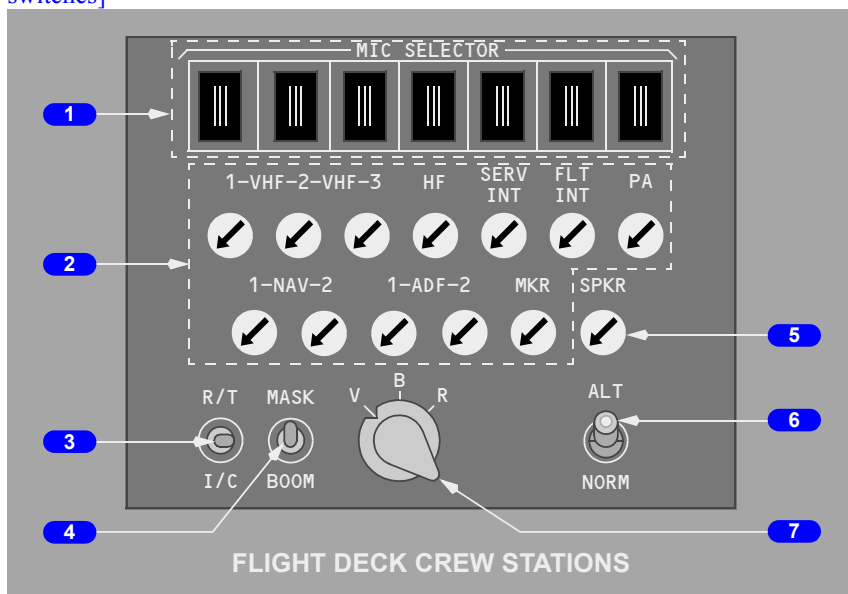 switches]
MIC SELECTOR
1
1-VHF-2-VHF-3 HF SERV INT FLT INT PA
2
1-NAV-2 1-ADF-2 MKR SPKR
5
R/T MASK V B R ALT
3
6
I/C BOOM NORM
4
7
FLIGHT DECK CREW STATIONS